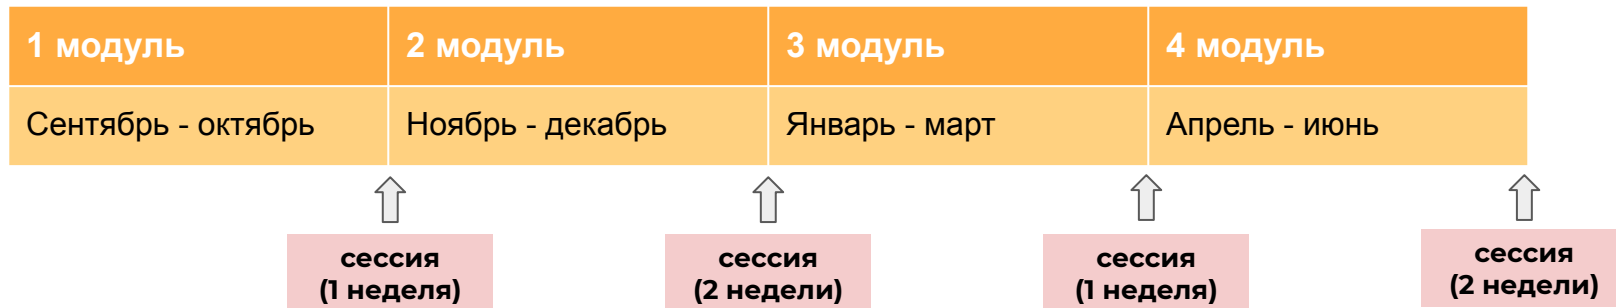 1 модуль
2 модуль
3 модуль
4 модуль
Сентябрь - октябрь
Ноябрь - декабрь
Январь - март
Апрель - июнь
сессия
(1 неделя)
сессия
(2 недели)
сессия
(1 неделя)
сессия
(2 недели)